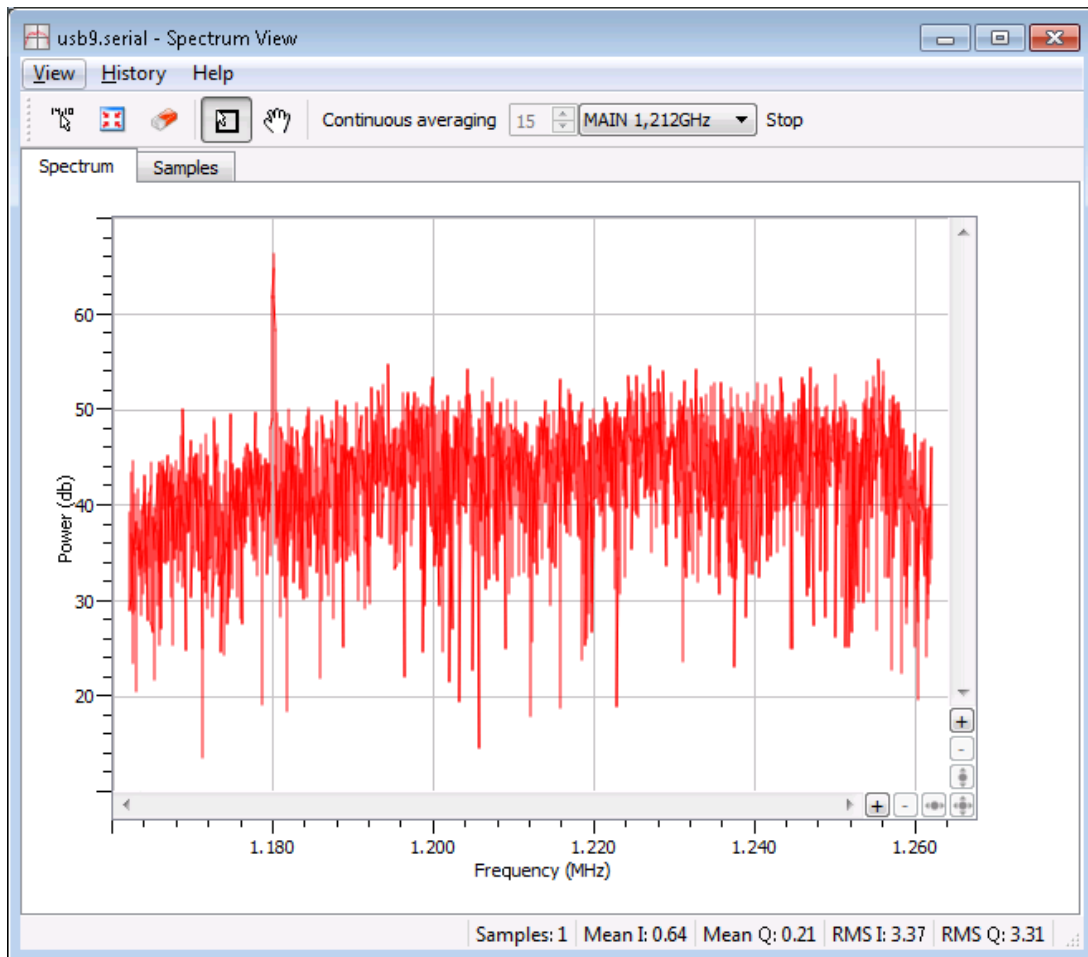 usb9.serial - Spectrum View
View History Help
Continuous averaging 15 MAIN 1,212GHz Stop
Spectrum Samples
60
50
40
30
20
Power (db)
1.180 1.200 1.220 1.240 1.260
Frequency (MHz)
Samples: 1 Mean I: 0.64 Mean Q: 0.21 RMS I: 3.37 RMS Q: 3.31